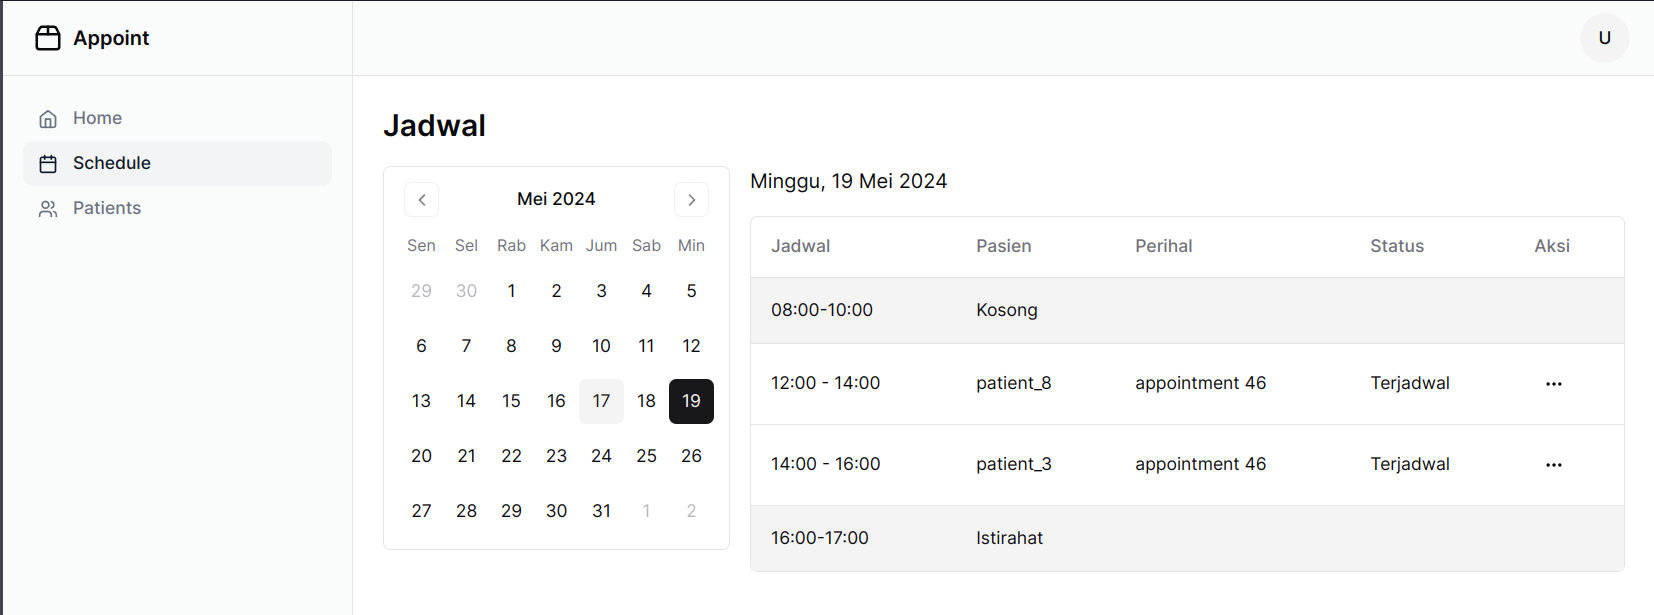 Appoint
U
Home
Schedule
Patients
Jadwal
Mei 2024
Sen Sel Rab Kam Jum Sab Min
29 30 1 2 3 4 5
6 7 8 9 10 11 12
13 14 15 16 17 18 19
20 21 22 23 24 25 26
27 28 29 30 31 1 2
Minggu, 19 Mei 2024
Jadwal Pasien Perihal Status Aksi
08:00-10:00 Kosong
12:00 - 14:00 patient_8 appointment 46 Terjadwal
14:00 - 16:00 patient_3 appointment 46 Terjadwal
16:00-17:00 Istirahat